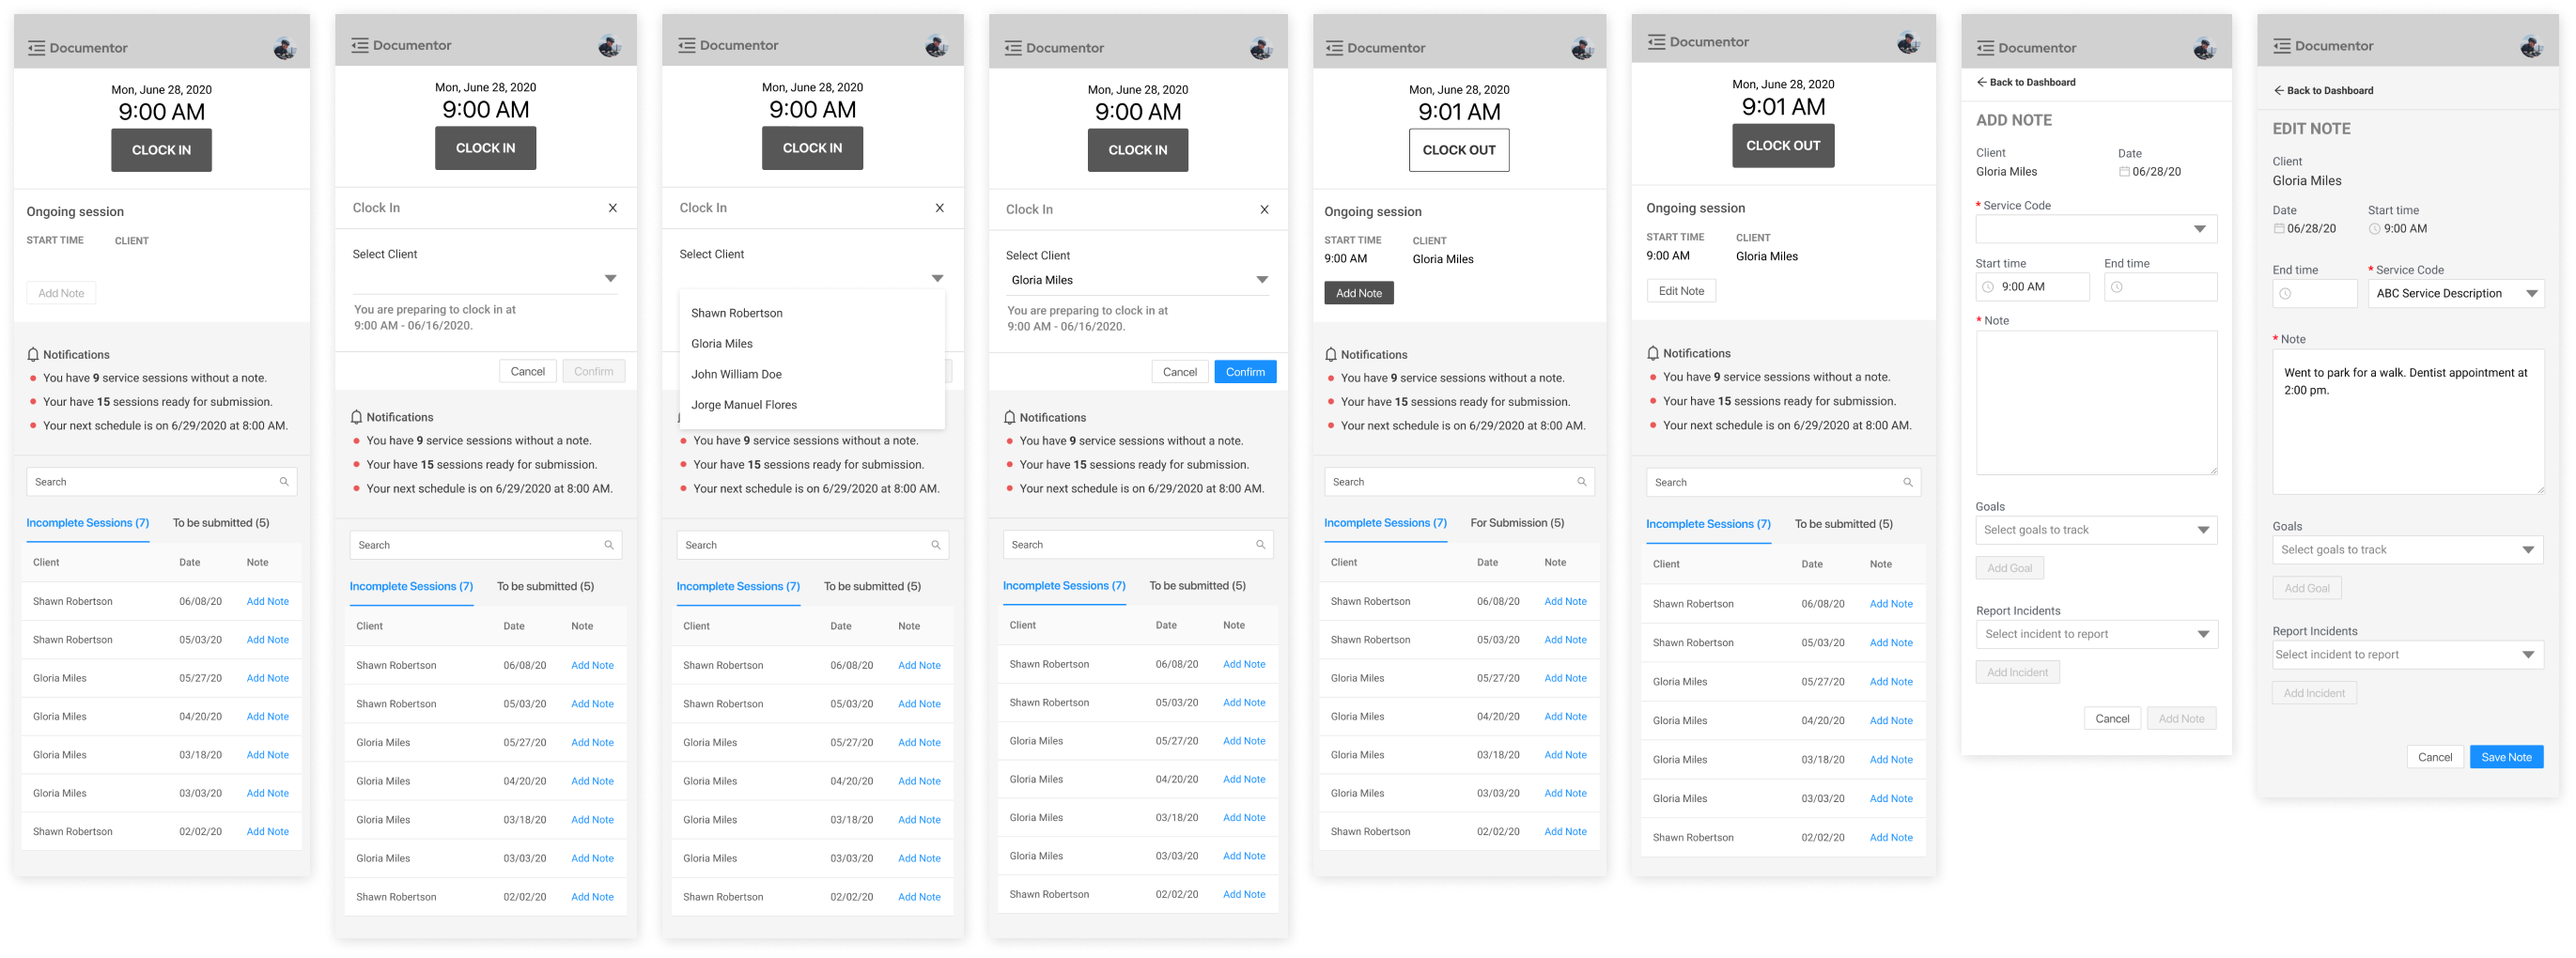 Documentor
Mon, June 28, 2020
9:00 AM
CLOCK IN
Ongoing session
START TIME CLIENT
Add Note
Notifications
You have 9 service sessions without a note.
Your have 15 sessions ready for submission.
Your next schedule is on 6/29/2020 at 8:00 AM.
Search
Incomplete Sessions (7) To be submitted (5)
Client Date Note
Shawn Robertson 06/08/20 Add Note
Shawn Robertson 05/03/20 Add Note
Gloria Miles 05/27/20 Add Note
Gloria Miles 04/20/20 Add Note
Gloria Miles 03/18/20 Add Note
Gloria Miles 03/03/20 Add Note
Shawn Robertson 02/02/20 Add Note
Documentor
Mon, June 28, 2020
9:00 AM
CLOCK IN
Clock In X
Select Client
You are preparing to clock in at
9:00 AM - 06/16/2020.
Cancel Confirm
Notifications
You have 9 service sessions without a note.
Your have 15 sessions ready for submission.
Your next schedule is on 6/29/2020 at 8:00 AM.
Search
Incomplete Sessions (7) To be submitted (5)
Client Date Note
Shawn Robertson 06/08/20 Add Note
Shawn Robertson 05/03/20 Add Note
Gloria Miles 05/27/20 Add Note
Gloria Miles 04/20/20 Add Note
Gloria Miles 03/18/20 Add Note
Gloria Miles 03/03/20 Add Note
Shawn Robertson 02/02/20 Add Note
Documentor
Mon, June 28, 2020
9:00 AM
CLOCK IN
Clock In X
Select Client
Shawn Robertson
Gloria Miles
John William Doe
Jorge Manuel Flores
You have 9 service sessions without a note.
Your have 15 sessions ready for submission.
Your next schedule is on 6/29/2020 at 8:00 AM.
Search
Incomplete Sessions (7) To be submitted (5)
Client Date Note
Shawn Robertson 06/08/20 Add Note
Shawn Robertson 05/03/20 Add Note
Gloria Miles 05/27/20 Add Note
Gloria Miles 04/20/20 Add Note
Gloria Miles 03/18/20 Add Note
Gloria Miles 03/03/20 Add Note
Shawn Robertson 02/02/20 Add Note
Documentor
Mon, June 28, 2020
9:00 AM
CLOCK IN
Clock In X
Select Client
Gloria Miles
You are preparing to clock in at
9:00 AM - 06/16/2020.
Cancel Confirm
Notifications
You have 9 service sessions without a note.
Your have 15 sessions ready for submission.
Your next schedule is on 6/29/2020 at 8:00 AM.
Search
Incomplete Sessions (7) To be submitted (5)
Client Date Note
Shawn Robertson 06/08/20 Add Note
Shawn Robertson 05/03/20 Add Note
Gloria Miles 05/27/20 Add Note
Gloria Miles 04/20/20 Add Note
Gloria Miles 03/18/20 Add Note
Gloria Miles 03/03/20 Add Note
Shawn Robertson 02/02/20 Add Note
Documentor
Mon, June 28, 2020
9:01 AM
CLOCK OUT
Ongoing session
START TIME CLIENT
9:00 AM Gloria Miles
Add Note
Notifications
You have 9 service sessions without a note.
Your have 15 sessions ready for submission.
Your next schedule is on 6/29/2020 at 8:00 AM.
Search
Incomplete Sessions (7) For Submission (5)
Client Date Note
Shawn Robertson 06/08/20 Add Note
Shawn Robertson 05/03/20 Add Note
Gloria Miles 05/27/20 Add Note
Gloria Miles 04/20/20 Add Note
Gloria Miles 03/18/20 Add Note
Gloria Miles 03/03/20 Add Note
Shawn Robertson 02/02/20 Add Note
Documentor
Mon, June 28, 2020
9:01 AM
CLOCK OUT
Ongoing session
START TIME CLIENT
9:00 AM Gloria Miles
Edit Note
Notifications
You have 9 service sessions without a note.
Your have 15 sessions ready for submission.
Your next schedule is on 6/29/2020 at 8:00 AM.
Search
Incomplete Sessions (7) To be submitted (5)
Client Date Note
Shawn Robertson 06/08/20 Add Note
Shawn Robertson 05/03/20 Add Note
Gloria Miles 05/27/20 Add Note
Gloria Miles 04/20/20 Add Note
Gloria Miles 03/18/20 Add Note
Gloria Miles 03/03/20 Add Note
Shawn Robertson 02/02/20 Add Note
Documentor
Back to Dashboard
ADD NOTE
Client Date
Gloria Miles 06/28/20
* Service Code
Start time End time
9:00 AM
* Note
Goals
Select goals to track
Add Goal
Report Incidents
Select incident to report
Add Incident
Cancel Add Note
Documentor
Back to Dashboard
EDIT NOTE
Client
Gloria Miles
Date Start time
06/28/20 9:00 AM
End time * Service Code
ABC Service Description
* Note
Went to park for a walk. Dentist appointment at
2:00 pm.
Goals
Select goals to track
Add Goal
Report Incidents
Select incident to report
Add Incident
Cancel Save Note